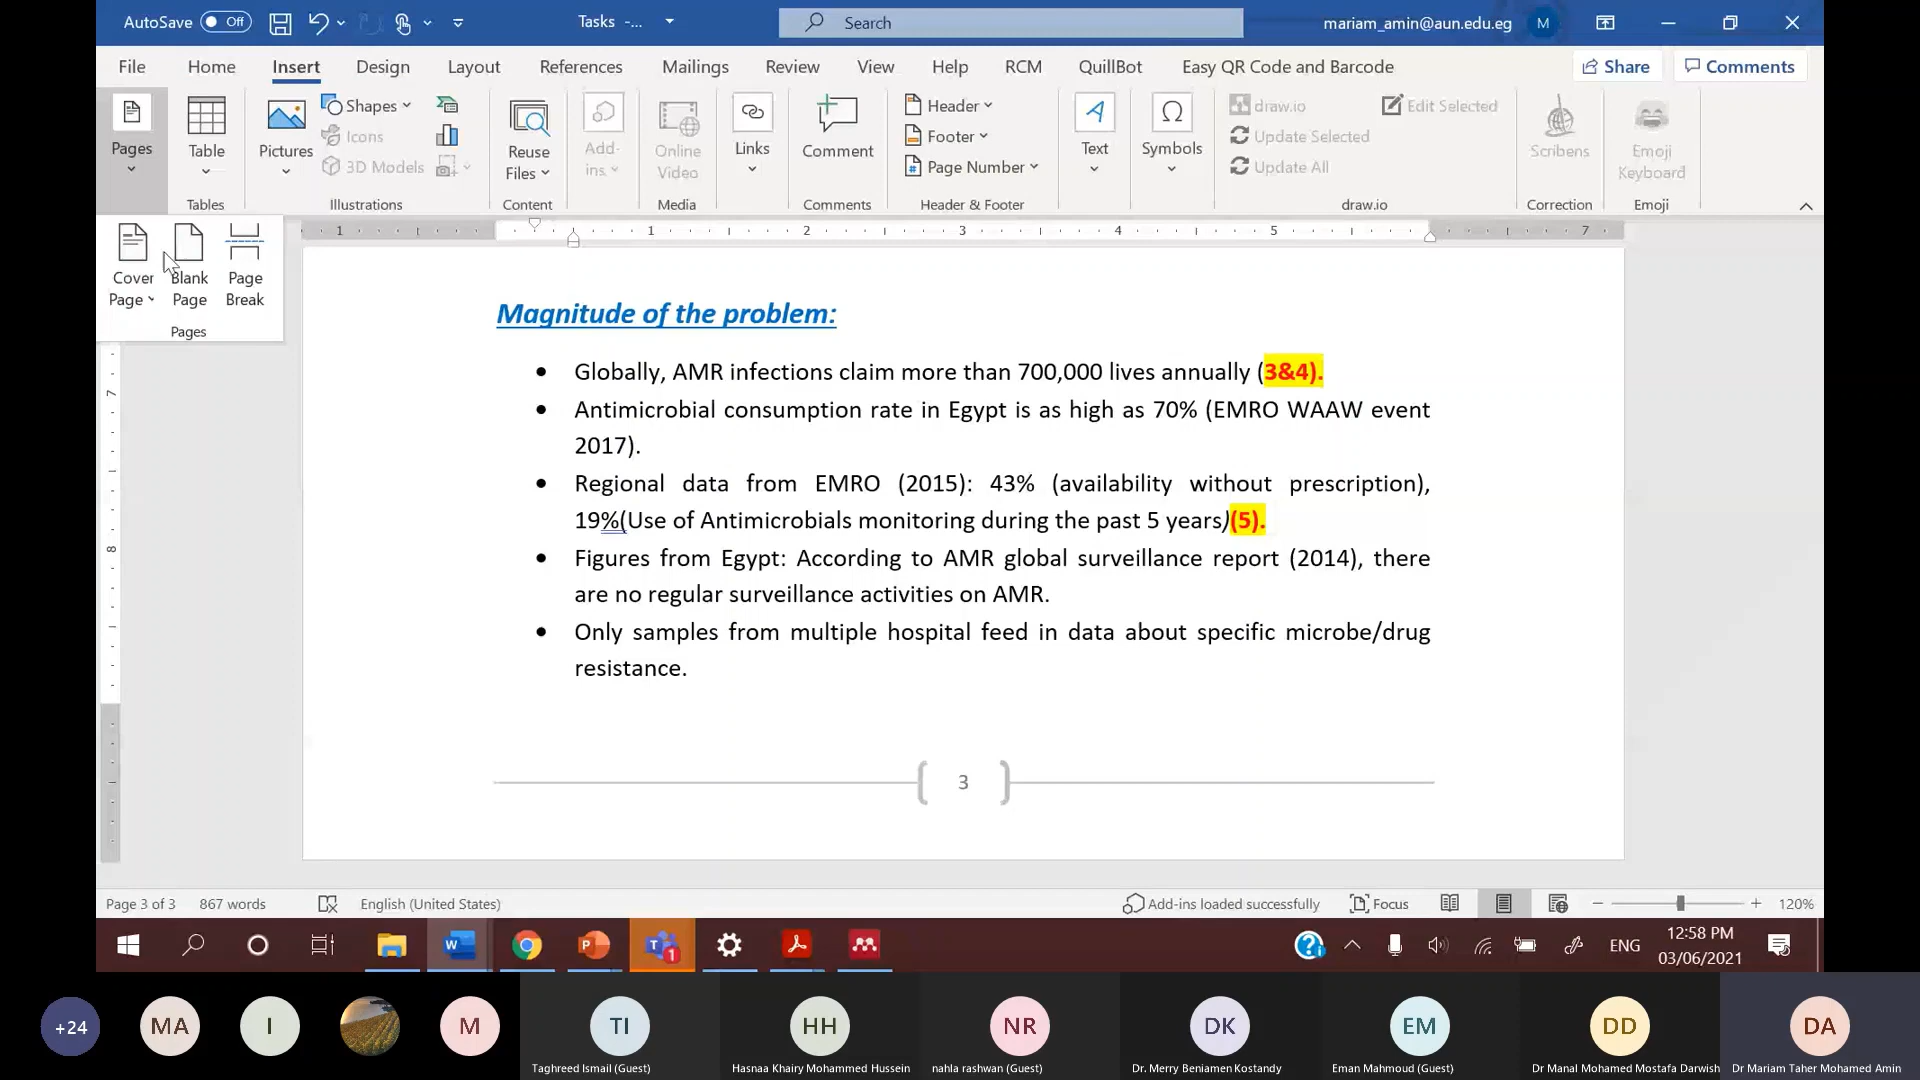 AutoSave Off Tasks -... Search mariam_amin@aun.edu.eg M
File Home Insert Design Layout References Mailings Review View Help RCM QuillBot Easy QR Code and Barcode Share Comments
Pages
Table
Pictures
Shapes
Icons
3D Models
Reuse
Files
Add-
ins
Online
Video
Links
Comment
Header
Footer
Page Number
Text
Symbols
draw.io
Edit Selected
Update Selected
Update All
Scribens
Emoji
Keyboard
Tables Illustrations Content Media Comments Header & Footer draw.io Correction Emoji
Cover
Page
Blank
Page
Page
Break
Pages
1 1 2 3 4 5 7
7
8
Magnitude of the problem:
• Globally, AMR infections claim more than 700,000 lives annually (3&4).
• Antimicrobial consumption rate in Egypt is as high as 70% (EMRO WAAW event
2017).
• Regional data from EMRO (2015): 43% (availability without prescription),
19%(Use of Antimicrobials monitoring during the past 5 years)(5).
• Figures from Egypt: According to AMR global surveillance report (2014), there
are no regular surveillance activities on AMR.
• Only samples from multiple hospital feed in data about specific microbe/drug
resistance.
3
Page 3 of 3 867 words English (United States) Add-ins loaded successfully Focus 120%
ENG
12:58 PM
03/06/2021
+24 MA I M TI HH NR DK EM DD DA
Taghreed Ismail (Guest) Hasnaa Khairy Mohammed Hussein nahla rashwan (Guest) Dr. Merry Beniamen Kostandy Eman Mahmoud (Guest) Dr Manal Mohamed Mostafa Darwish Dr Mariam Taher Mohamed Amin